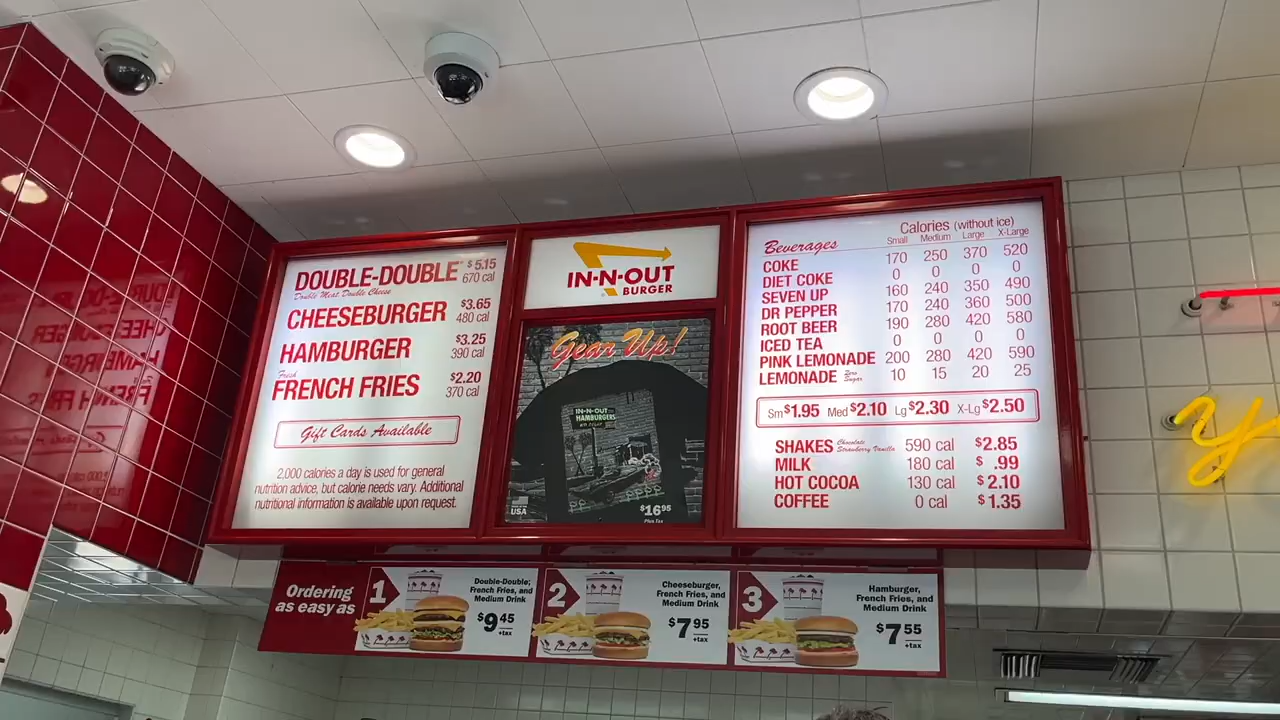 DOUBLE-DOUBLE $5.15
Double Meat Double Cheese 670 cal
CHEESEBURGER $3.65
480 cal
HAMBURGER $3.25
390 cal
Fresh
FRENCH FRIES $2.20
370 cal
Gift Cards Available
2,000 calories a day is used for general
nutrition advice, but calorie needs vary. Additional
nutritional information is available upon request.
IN-N-OUT
BURGER
Gear Up!
IN-N-OUT
HAMBURGERS
USA
$16.95
Plus Tax
Calories (without ice)
Beverages Small Medium Large X-Large
COKE 170 250 370 520
DIET COKE 0 0 0 0
SEVEN UP 160 240 350 490
DR PEPPER 170 240 360 500
ROOT BEER 190 280 420 580
ICED TEA 0 0 0 0
PINK LEMONADE 200 280 420 590
LEMONADE Zero Sugar 10 15 20 25
Sm $1.95 Med $2.10 Lg $2.30 X-Lg $2.50
SHAKES Chocolate Strawberry Vanilla 590 cal $2.85
MILK 180 cal $ .99
HOT COCOA 130 cal $2.10
COFFEE 0 cal $1.35
Ordering
as easy as
1
Double-Double,
French Fries, and
Medium Drink
$9.45
+tax
2
Cheeseburger,
French Fries, and
Medium Drink
$7.95
+tax
3
Hamburger,
French Fries, and
Medium Drink
$7.55
+tax